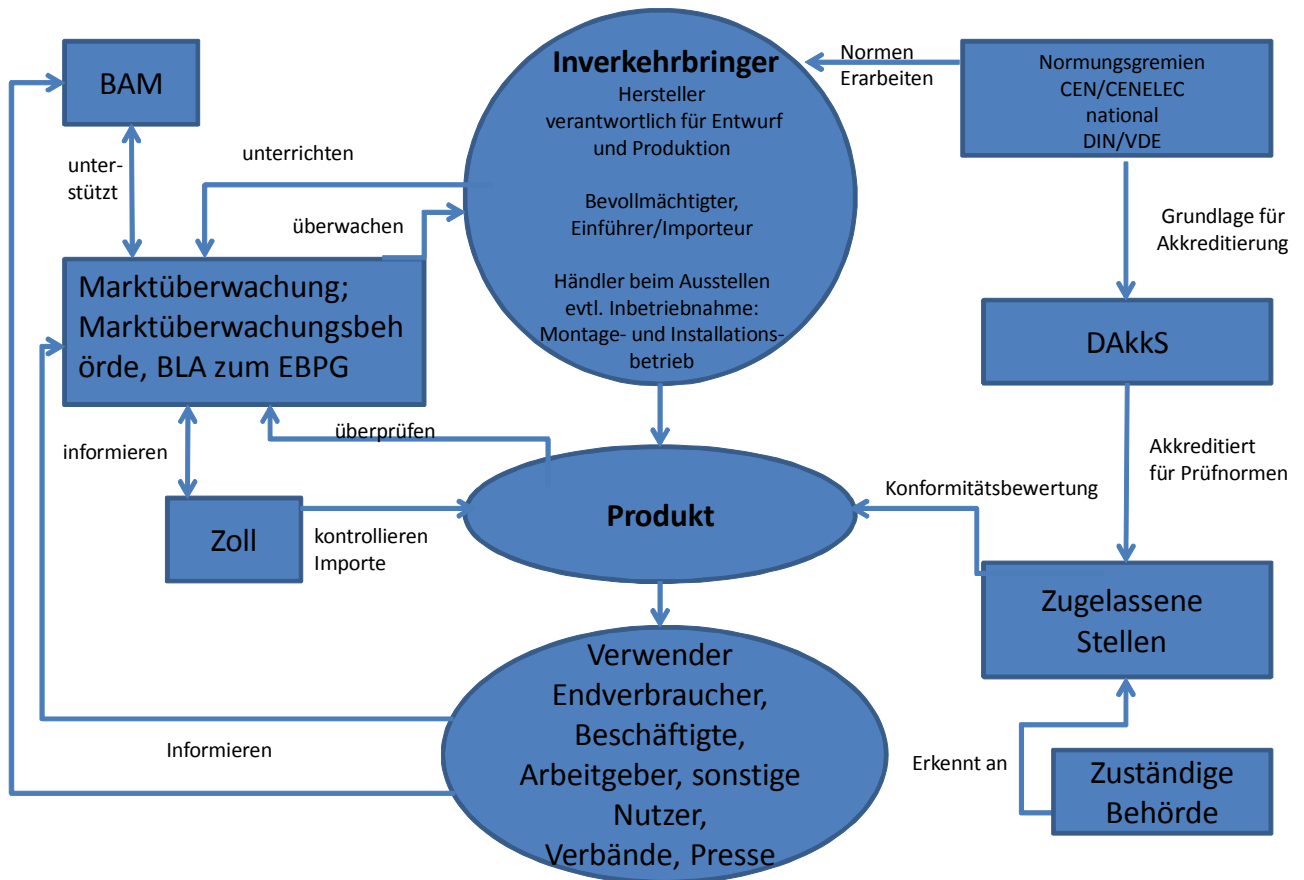 BAM
unter-
stützt
unterrichten
überwachen
Marktüberwachung;
Marktüberwachungsbeh
örde, BLA zum EBPG
informieren
überprüfen
Zoll
kontrollieren
Importe
Informieren
Inverkehrbringer
Hersteller
verantwortlich für Entwurf
und Produktion
Bevollmächtigter,
Einführer/Importeur
Händler beim Ausstellen
evtl. Inbetriebnahme:
Montage- und Installations-
betrieb
Produkt
Verwender
Endverbraucher,
Beschäftigte,
Arbeitgeber, sonstige
Nutzer,
Verbände, Presse
Normen
Erarbeiten
Normungsgremien
CEN/CENELEC
national
DIN/VDE
Grundlage für
Akkreditierung
DAkkS
Akkreditiert
für Prüfnormen
Konformitätsbewertung
Zugelassene
Stellen
Erkennt an
Zuständige
Behörde